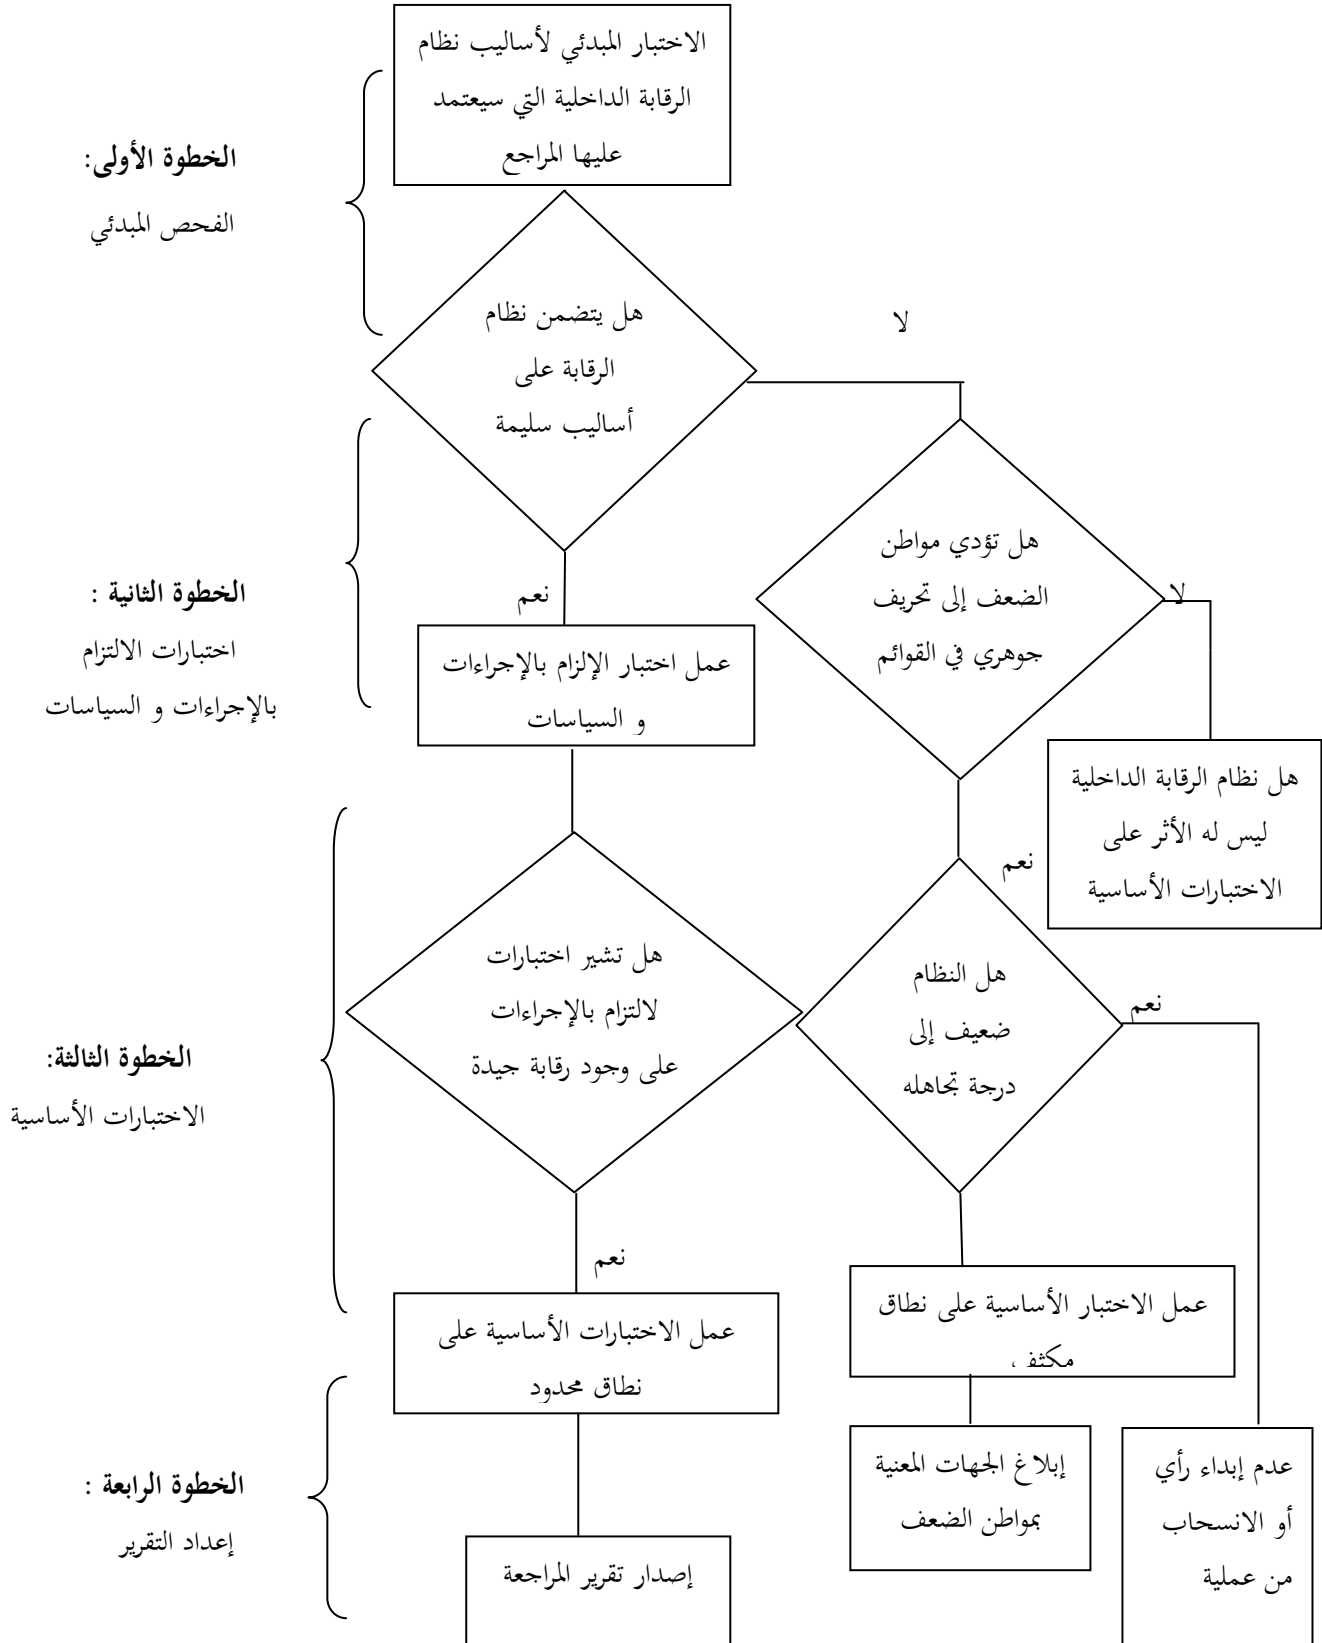 الاختبار المبدئي لأساليب نظام
الرقابة الداخلية التي سيعتمد
عليها المراجع
الخطوة الأولى:
الفحص المبدئي
هل يتضمن نظام
الرقابة على
أساليب سليمة
لا
هل تؤدي مواطن
الضعف إلى تحريف
جوهري في القوائم
لا
نعم
الخطوة الثانية :
اختبارات الالتزام
بالإجراءات و السياسات
عمل اختبار الإلزام بالإجراءات
و السياسات
هل نظام الرقابة الداخلية
ليس له الأثر على
الاختبارات الأساسية
نعم
هل تشير اختبارات
لالتزام بالإجراءات
على وجود رقابة جيدة
هل النظام
ضعيف إلى
درجة تجاهله
نعم
الخطوة الثالثة:
الاختبارات الأساسية
نعم
عمل الاختبارات الأساسية على
نطاق محدود
عمل الاختبار الأساسية على نطاق
مكثف
الخطوة الرابعة :
إعداد التقرير
إبلاغ الجهات المعنية
بمواطن الضعف
عدم إبداء رأي
أو الانسحاب
من عملية
إصدار تقرير المراجعة